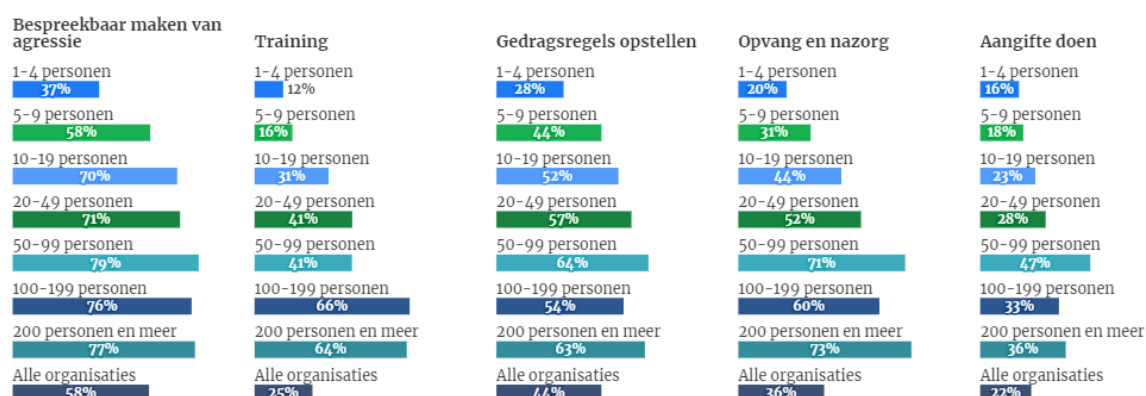 Bespreekbaar maken van
agressie
Training
Gedragsregels opstellen
Opvang en nazorg
Aangifte doen
1-4 personen
1-4 personen
1-4 personen
1-4 personen
1-4 personen
37%
12%
28%
20%
16%
5-9 personen
5-9 personen
5-9 personen
5-9 personen
5-9 personen
58%
16%
44%
31%
18%
10-19 personen
10-19 personen
10-19 personen
10-19 personen
10-19 personen
70%
31%
52%
44%
23%
20-49 personen
20-49 personen
20-49 personen
20-49 personen
20-49 personen
71%
41%
57%
52%
28%
50-99 personen
50-99 personen
50-99 personen
50-99 personen
50-99 personen
79%
41%
64%
71%
47%
100-199 personen
100-199 personen
100-199 personen
100-199 personen
100-199 personen
76%
66%
54%
60%
33%
200 personen en meer
200 personen en meer
200 personen en meer
200 personen en meer
200 personen en meer
77%
64%
63%
73%
36%
Alle organisaties
Alle organisaties
Alle organisaties
Alle organisaties
Alle organisaties
58%
25%
44%
36%
22%